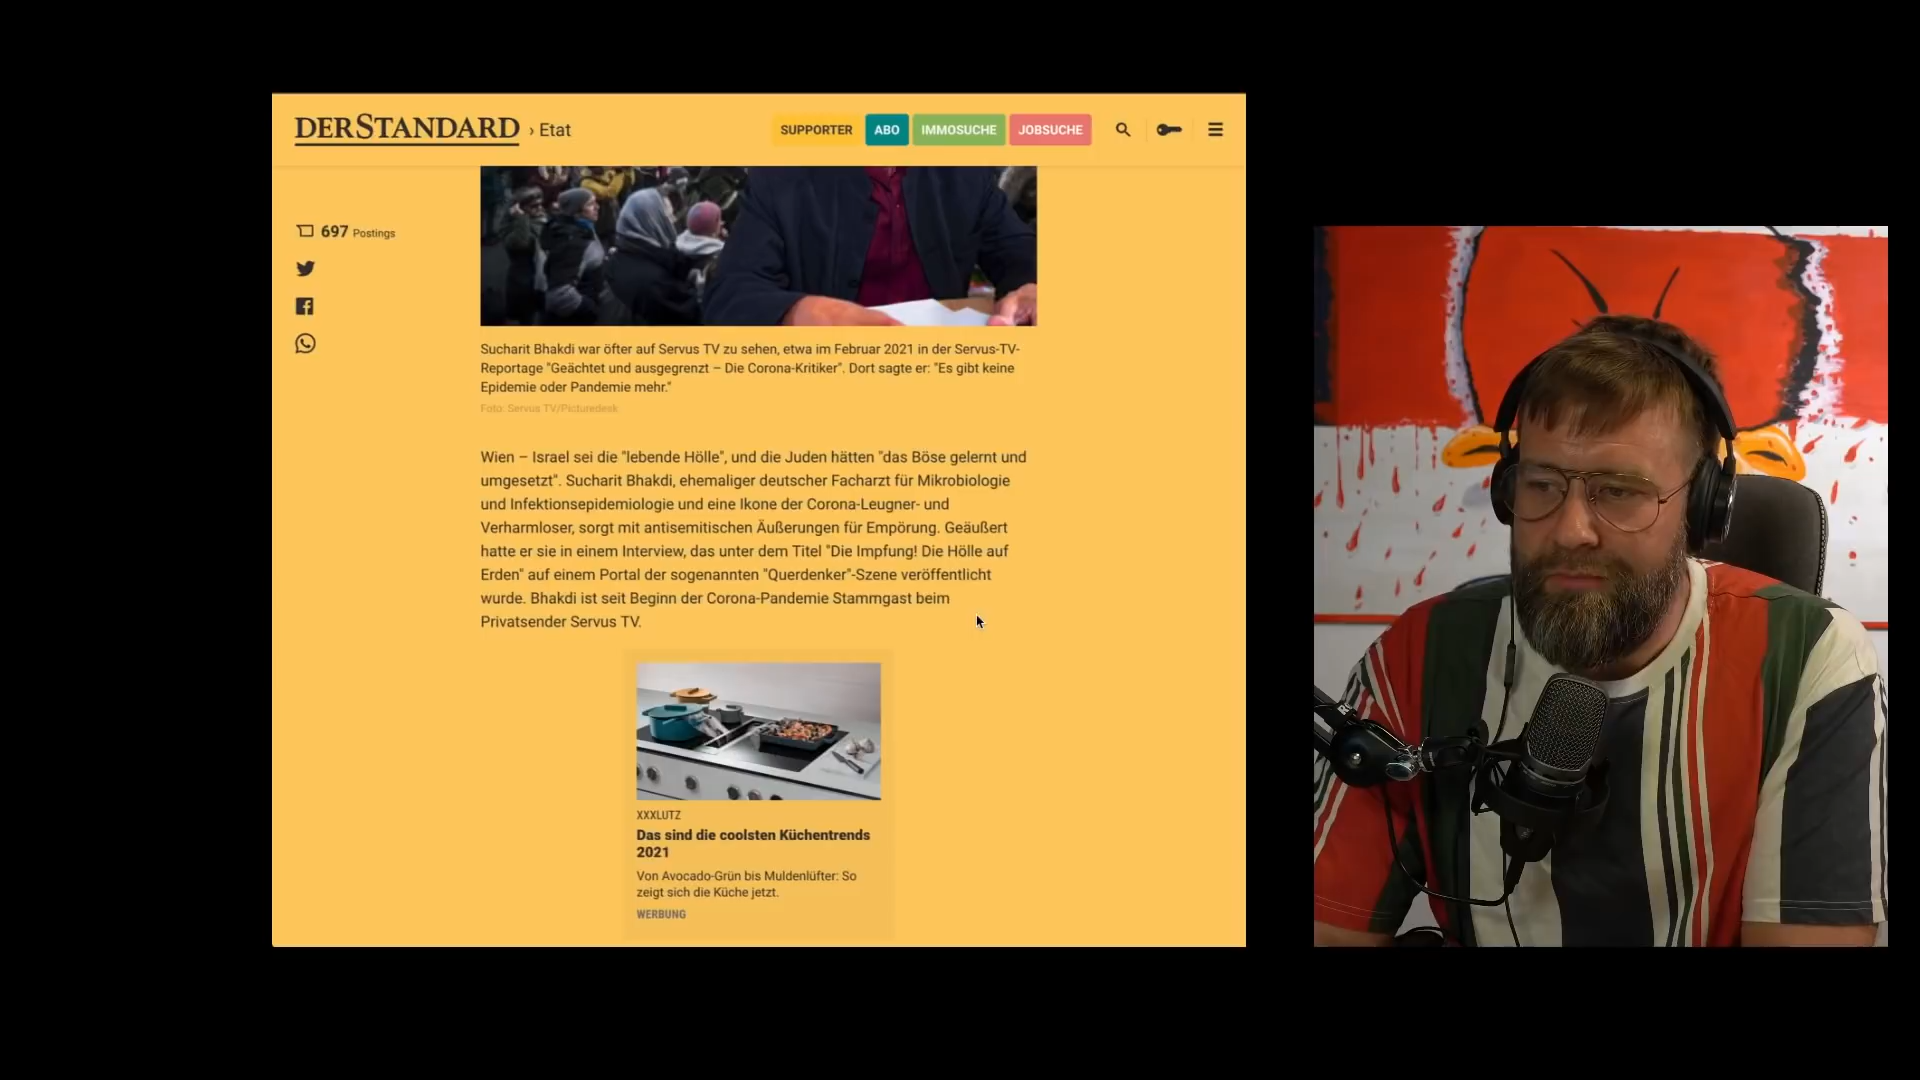 DERSTANDARD › Etat
SUPPORTER
ABO
IMMOSUCHE
JOBSUCHE
697 Postings
Sucharit Bhakdi war öfter auf Servus TV zu sehen, etwa im Februar 2021 in der Servus-TV-
Reportage "Geächtet und ausgegrenzt – Die Corona-Kritiker". Dort sagte er: "Es gibt keine
Epidemie oder Pandemie mehr."
Foto: Servus TV/Picturedesk
Wien – Israel sei die "lebende Hölle", und die Juden hätten "das Böse gelernt und
umgesetzt". Sucharit Bhakdi, ehemaliger deutscher Facharzt für Mikrobiologie
und Infektionsepidemiologie und eine Ikone der Corona-Leugner- und
Verharmloser, sorgt mit antisemitischen Äußerungen für Empörung. Geäußert
hatte er sie in einem Interview, das unter dem Titel "Die Impfung! Die Hölle auf
Erden" auf einem Portal der sogenannten "Querdenker"-Szene veröffentlicht
wurde. Bhakdi ist seit Beginn der Corona-Pandemie Stammgast beim
Privatsender Servus TV.
XXXLUTZ
Das sind die coolsten Küchentrends
2021
Von Avocado-Grün bis Muldenlüfter: So
zeigt sich die Küche jetzt.
WERBUNG